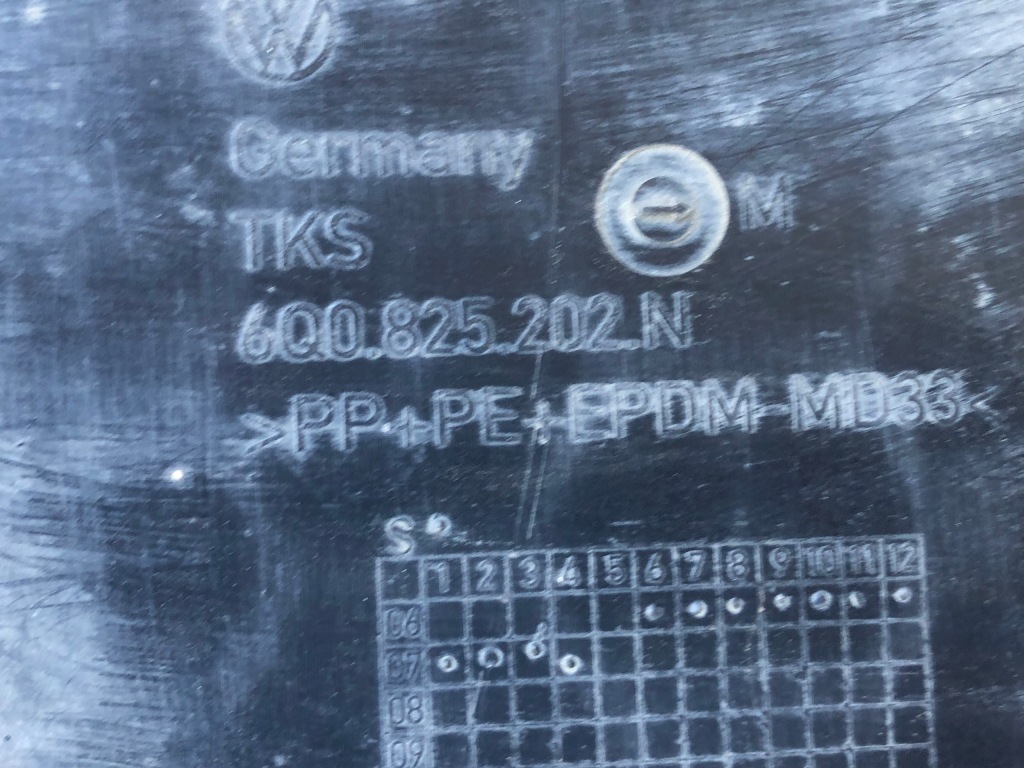 VW
Germany
M
TKS
6Q0.825.202.N
>PP+PE+EPDM-MD33<
S
1 2 3 4 5 6 7 8 9 10 11 12
06
07
08
09